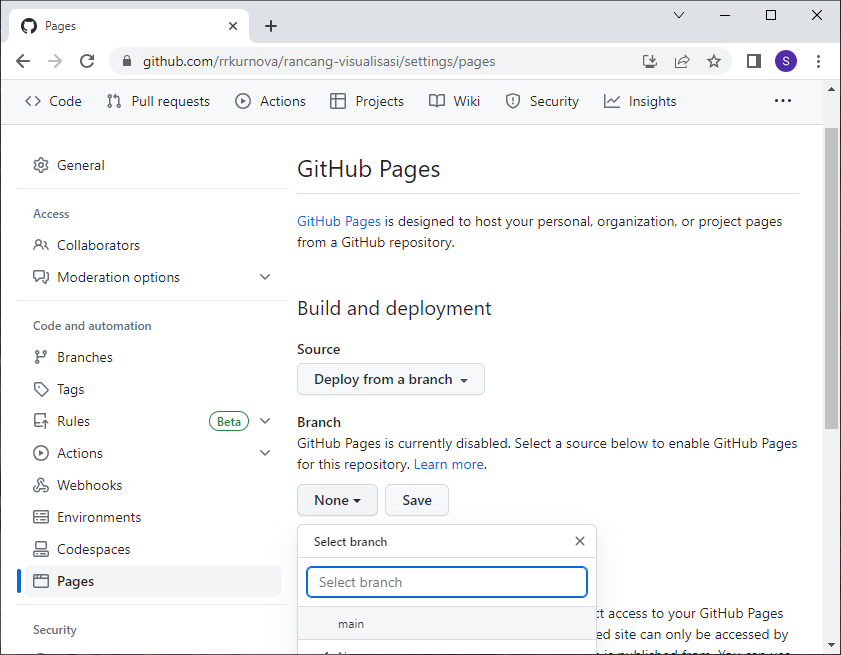 Pages
github.com/rrkurnova/rancang-visualisasi/settings/pages
S
Code
Pull requests
Actions
Projects
Wiki
Security
Insights
General
Access
Collaborators
Moderation options
Code and automation
Branches
Tags
Rules
Beta
Actions
Webhooks
Environments
Codespaces
Pages
Security
GitHub Pages
GitHub Pages is designed to host your personal, organization, or project pages
from a GitHub repository.
Build and deployment
Source
Deploy from a branch
Branch
GitHub Pages is currently disabled. Select a source below to enable GitHub Pages
for this repository. Learn more.
None
Save
Select branch
Select branch
main
ct access to your GitHub Pages
ed site can only be accessed by